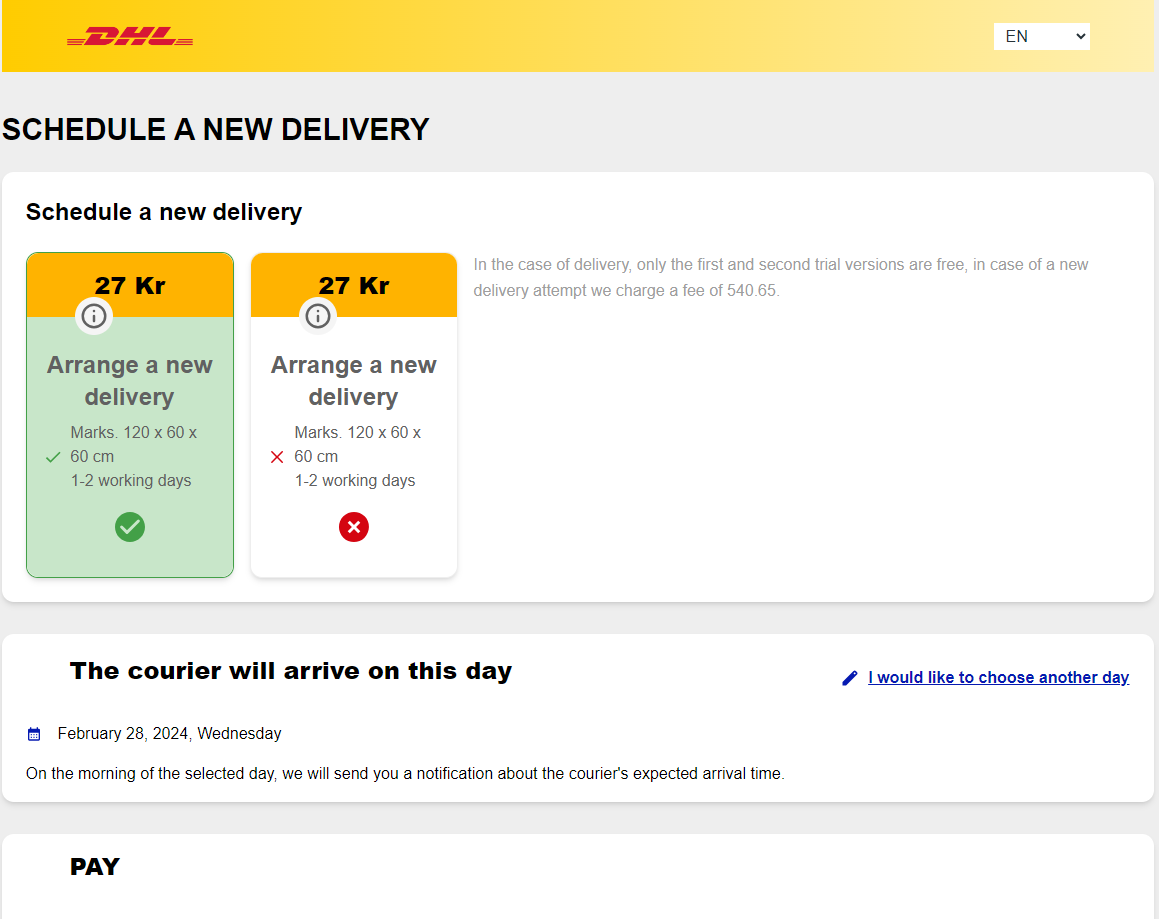 DHL
EN
SCHEDULE A NEW DELIVERY
Schedule a new delivery
27 Kr
Arrange a new
delivery
Marks. 120 x 60 x
60 cm
1-2 working days
27 Kr
Arrange a new
delivery
Marks. 120 x 60 x
60 cm
1-2 working days
In the case of delivery, only the first and second trial versions are free, in case of a new
delivery attempt we charge a fee of 540.65.
The courier will arrive on this day
I would like to choose another day
February 28, 2024, Wednesday
On the morning of the selected day, we will send you a notification about the courier's expected arrival time.
PAY